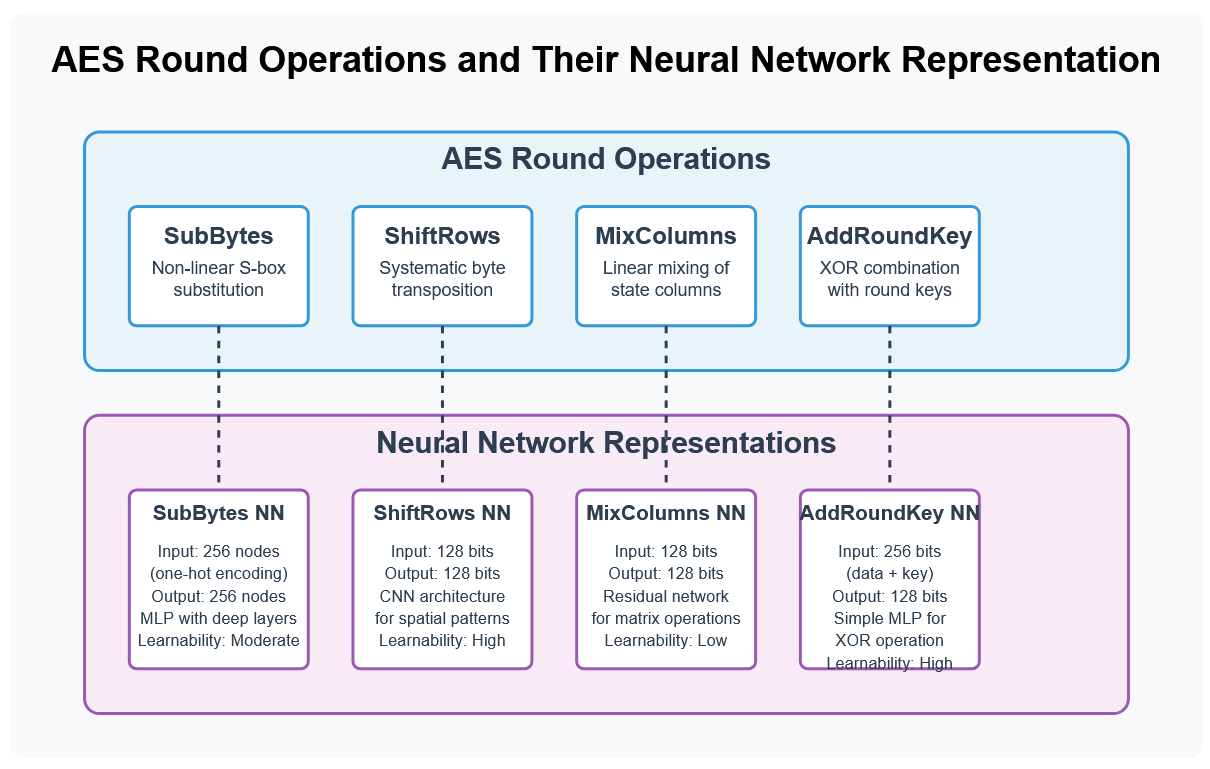 AES Round Operations and Their Neural Network Representation
AES Round Operations
SubBytes
Non-linear S-box
substitution
ShiftRows
Systematic byte
transposition
MixColumns
Linear mixing of
state columns
AddRoundKey
XOR combination
with round keys
Neural Network Representations
SubBytes NN
Input: 256 nodes
(one-hot encoding)
Output: 256 nodes
MLP with deep layers
Learnability: Moderate
ShiftRows NN
Input: 128 bits
Output: 128 bits
CNN architecture
for spatial patterns
Learnability: High
MixColumns NN
Input: 128 bits
Output: 128 bits
Residual network
for matrix operations
Learnability: Low
AddRoundKey NN
Input: 256 bits
(data + key)
Output: 128 bits
Simple MLP for
XOR operation
Learnability: High